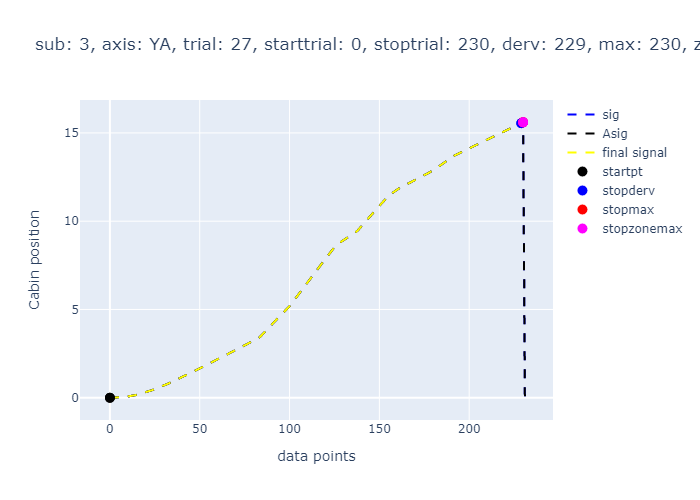 sub: 3, axis: YA, trial: 27, starttrial: 0, stoptrial: 230, derv: 229, max: 230, z
sig
Asig
final signal
startpt
stopderv
stopmax
stopzonemax
Cabin position
15
10
5
0
0
50
100
150
200
data points